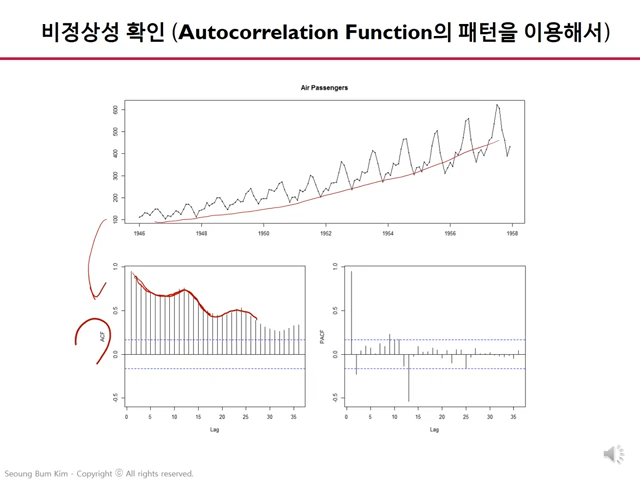 비정상성 확인 (Autocorrelation Function의 패턴을 이용해서)
Air Passengers
600
500
400
300
200
100
1946 1948 1950 1952 1954 1956 1958
1.0
0.5
0.0
-0.5
ACF
0 5 10 15 20 25 30 35
Lag
1.0
0.5
0.0
-0.5
PACF
0 5 10 15 20 25 30 35
Lag
Seoung Bum Kim - Copyright ⓒ All rights reserved.